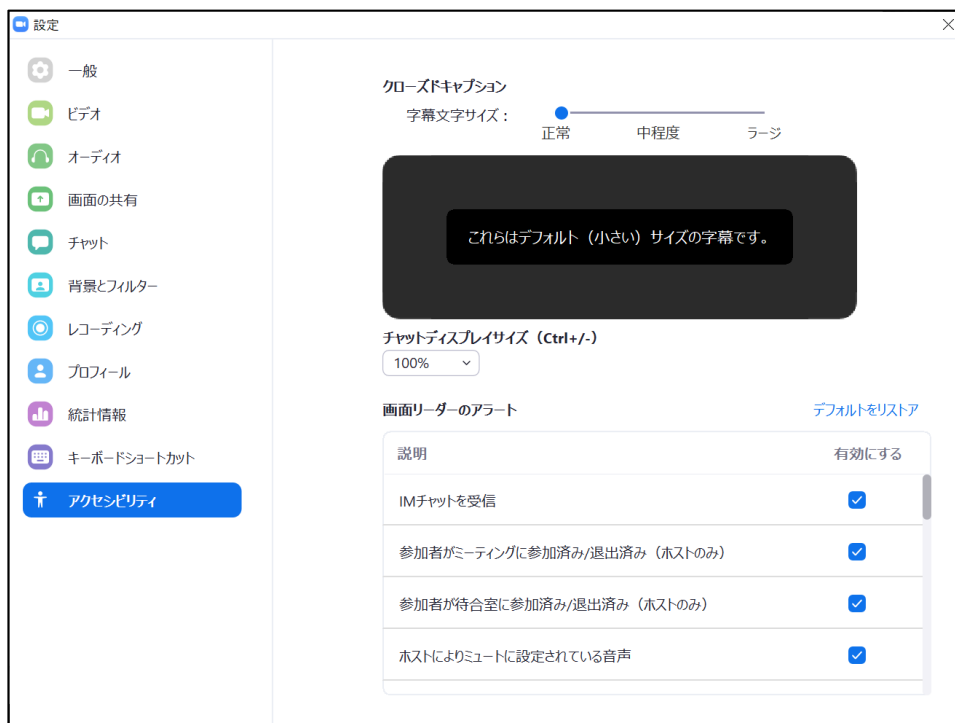 設定
一般
ビデオ
オーディオ
画面の共有
チャット
背景とフィルター
レコーディング
プロフィール
統計情報
キーボードショートカット
アクセシビリティ
クローズドキャプション
字幕文字サイズ：
正常 中程度 ラージ
これらはデフォルト（小さい）サイズの字幕です。
チャットディスプレイサイズ（Ctrl+/-）
100%
画面リーダーのアラート デフォルトをリストア
説明 有効にする
IMチャットを受信
参加者がミーティングに参加済み/退出済み（ホストのみ）
参加者が待合室に参加済み/退出済み（ホストのみ）
ホストによりミュートに設定されている音声